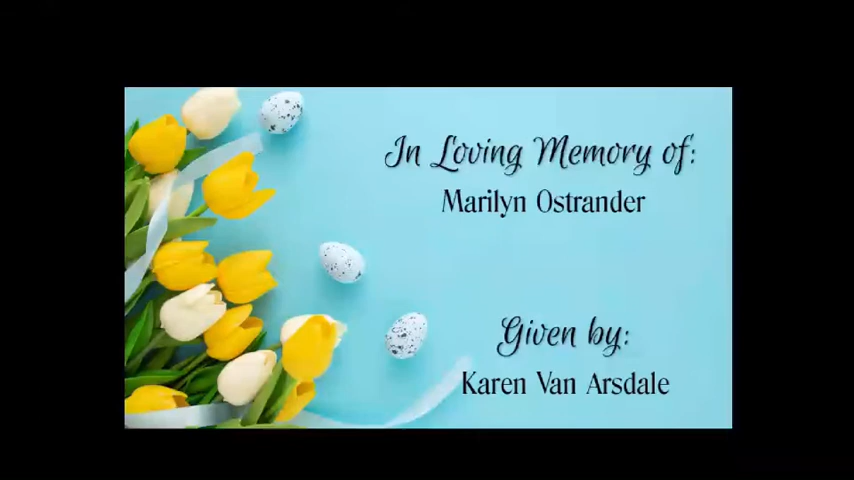 In Loving Memory of:
Marilyn Ostrander
Given by:
Karen Van Arsdale